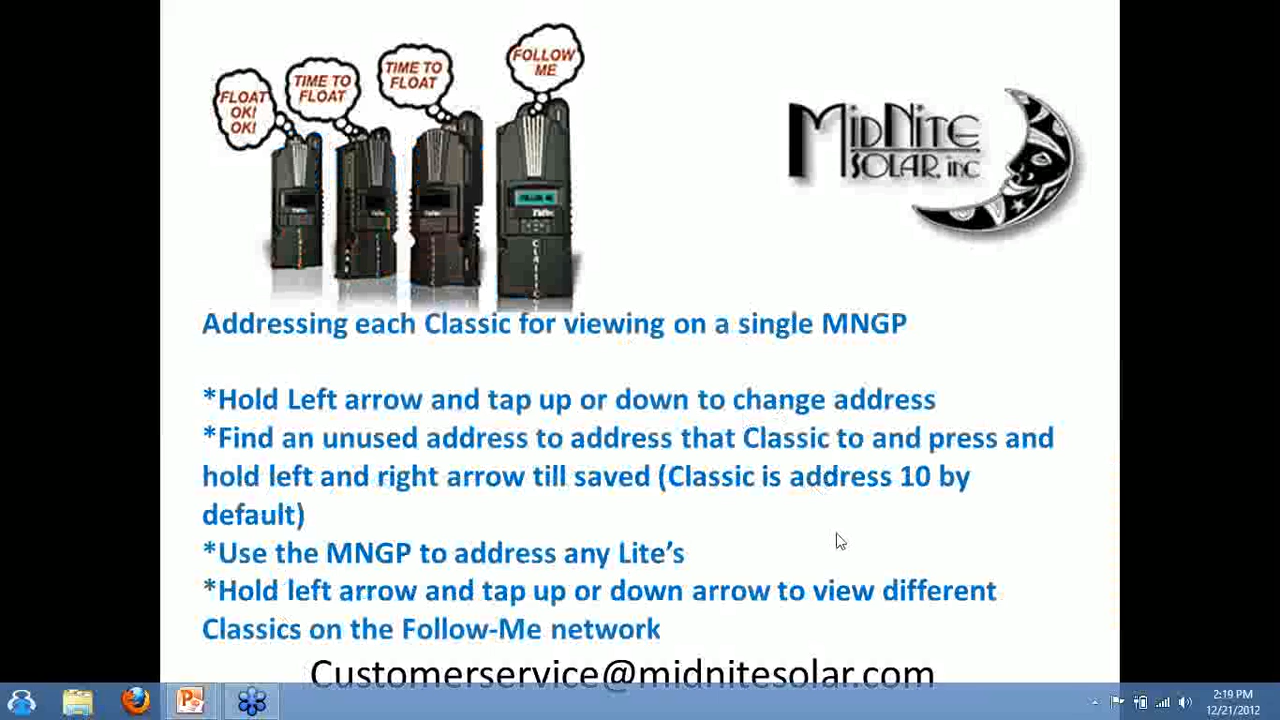 FLOAT
OK!
OK!
TIME TO
FLOAT
TIME TO
FLOAT
FOLLOW
ME
MIDNITE
SOLAR, INC
CLASSIC
Addressing each Classic for viewing on a single MNGP
*Hold Left arrow and tap up or down to change address
*Find an unused address to address that Classic to and press and
hold left and right arrow till saved (Classic is address 10 by
default)
*Use the MNGP to address any Lite's
*Hold left arrow and tap up or down arrow to view different
Classics on the Follow-Me network
Customerservice@midnitesolar.com
2:19 PM
12/21/2012